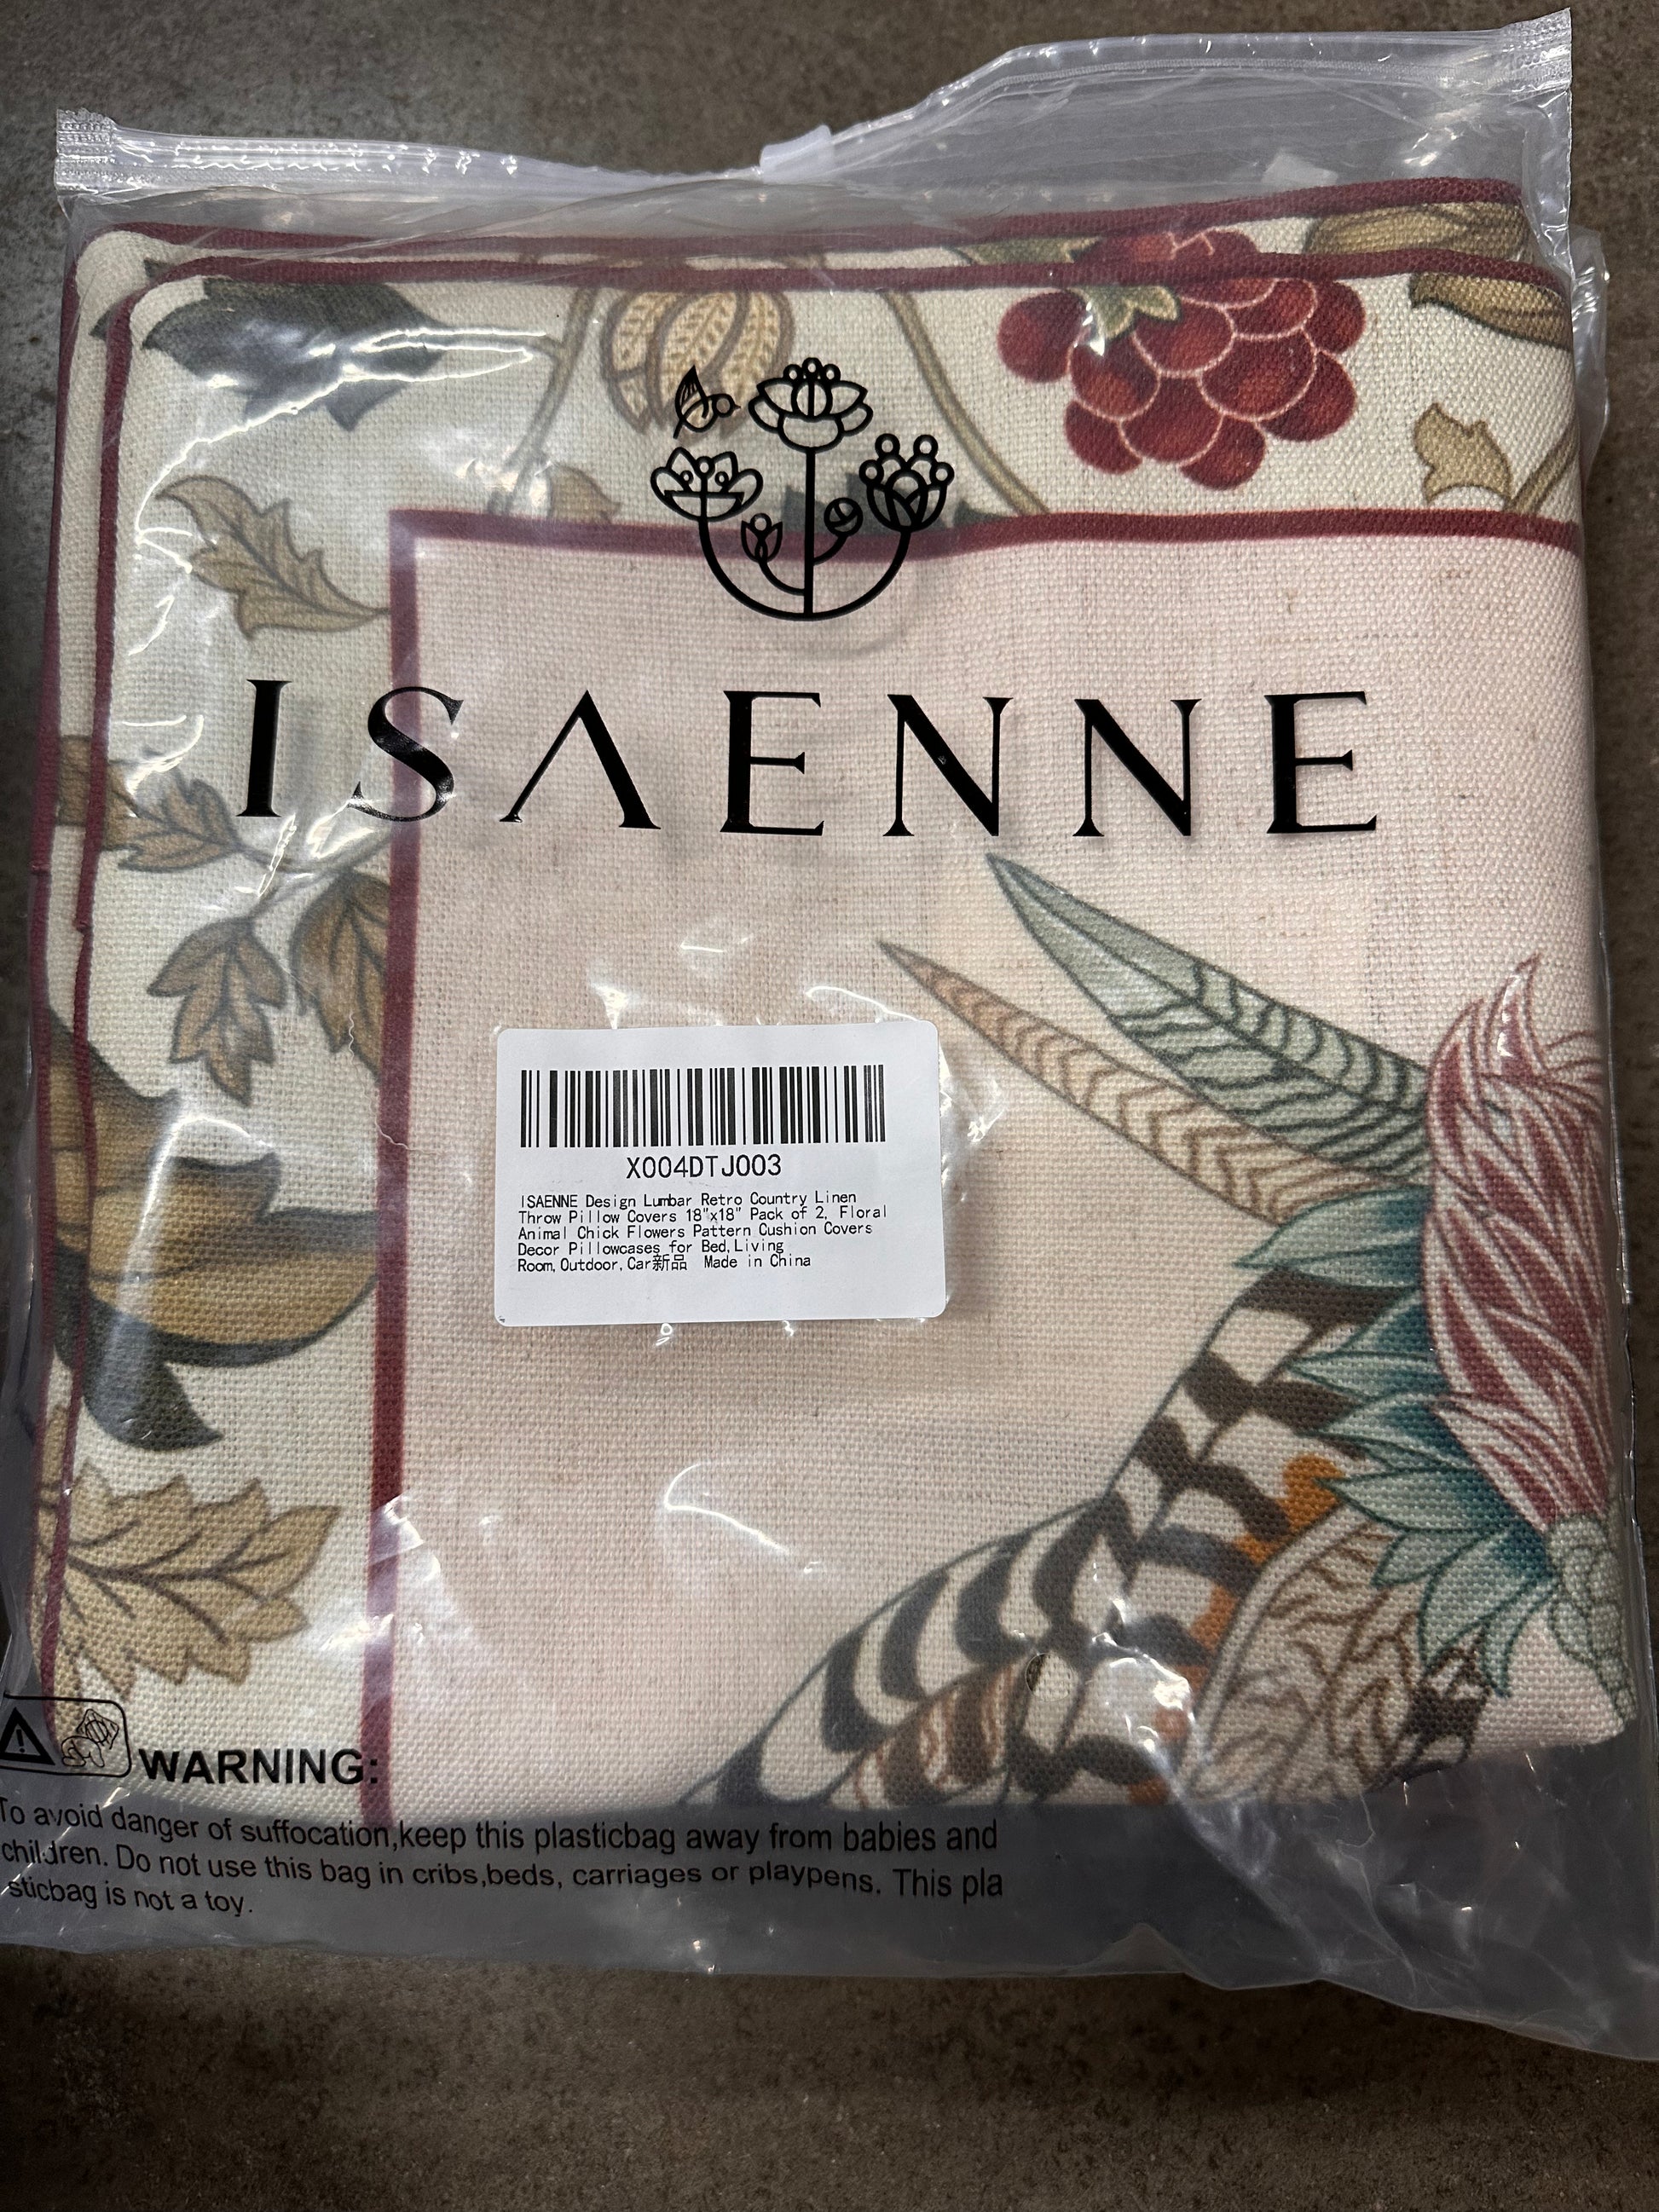 ISAENNE
X004DTJ003
ISAENNE Design Lumbar Retro Country Linen
Throw Pillow Covers 18"x18" Pack of 2, Floral
Animal Chick Flowers Pattern Cushion Covers
Decor Pillowcases for Bed,Living
Room,Outdoor,Car新品 Made in China
WARNING:
To avoid danger of suffocation,keep this plasticbag away from babies and
children. Do not use this bag in cribs,beds, carriages or playpens. This pla
sticbag is not a toy.